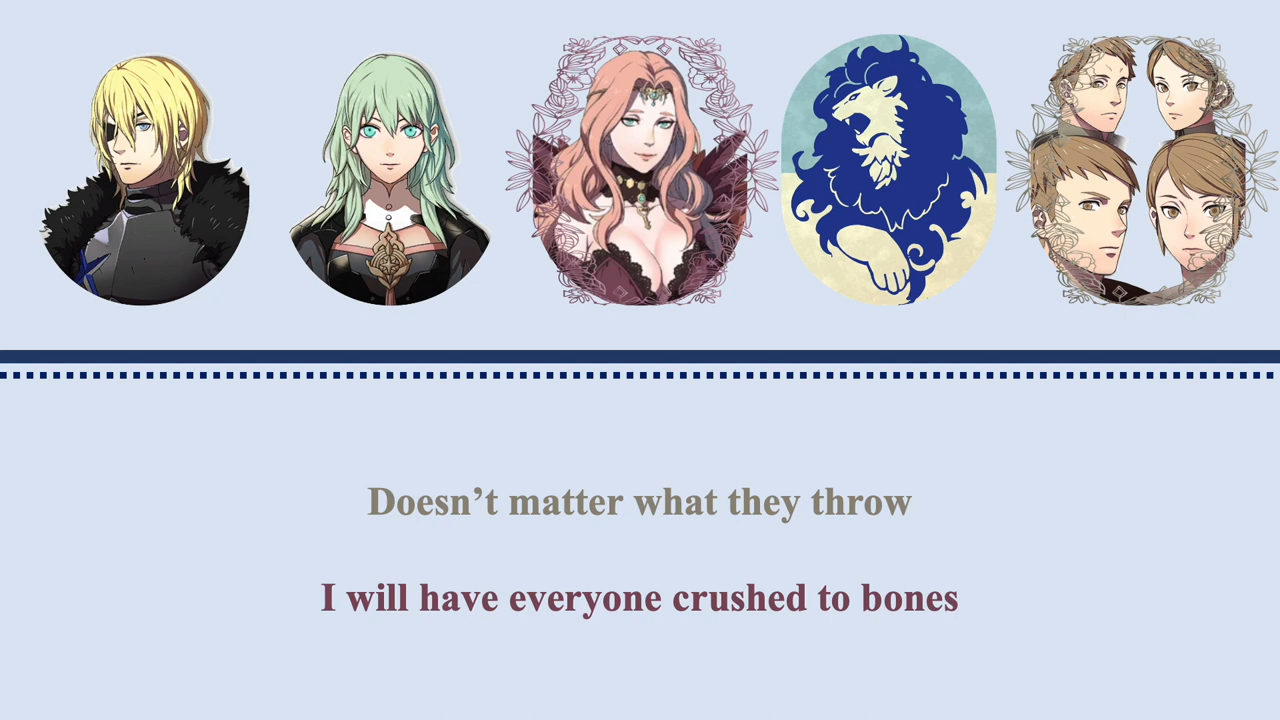 Doesn’t matter what they throw
I will have everyone crushed to bones